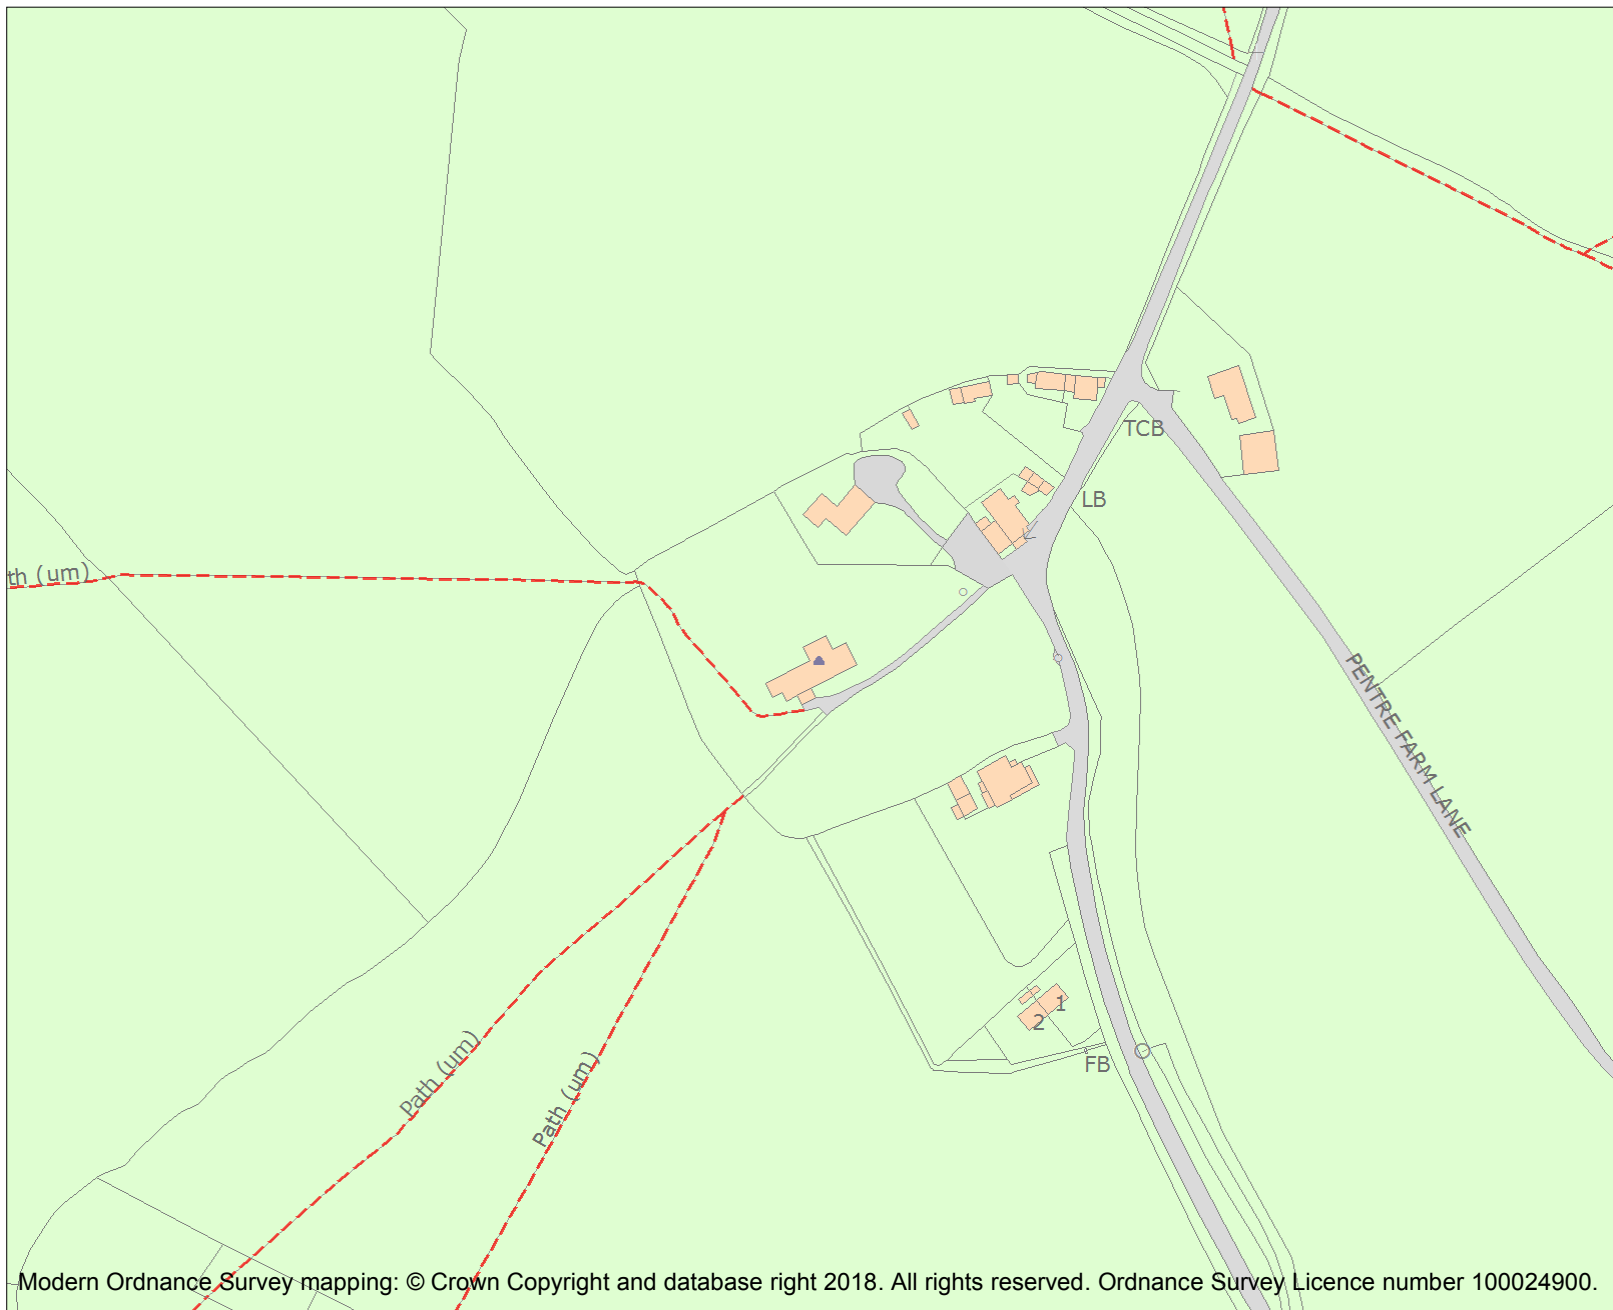 TCB
LB
th (um)
PENTRE FARM LANE
1
2
FB
Path (um)
Path (um)
Modern Ordnance Survey mapping: © Crown Copyright and database right 2018. All rights reserved. Ordnance Survey Licence number 100024900.